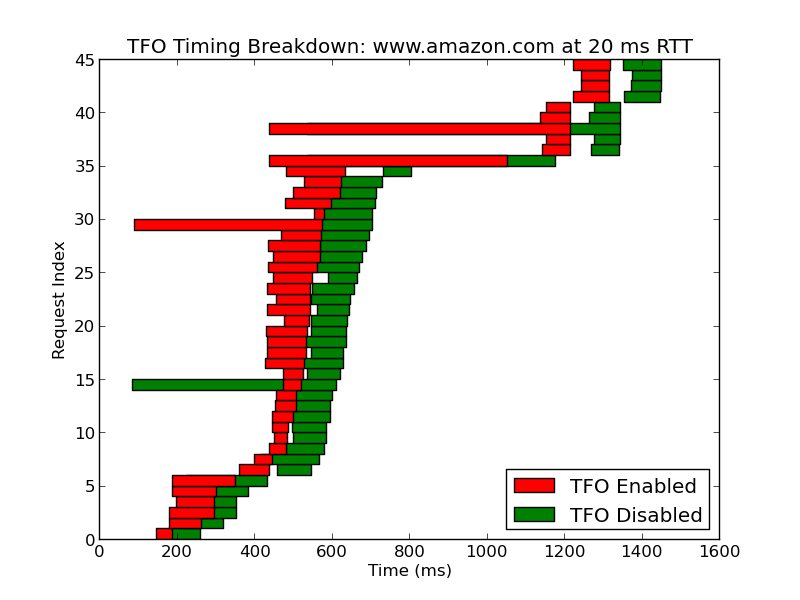 TFO Timing Breakdown: www.amazon.com at 20 ms RTT
45
40
35
30
25
20
15
10
5
0
Request Index
0 200 400 600 800 1000 1200 1400 1600
Time (ms)
TFO Enabled
TFO Disabled